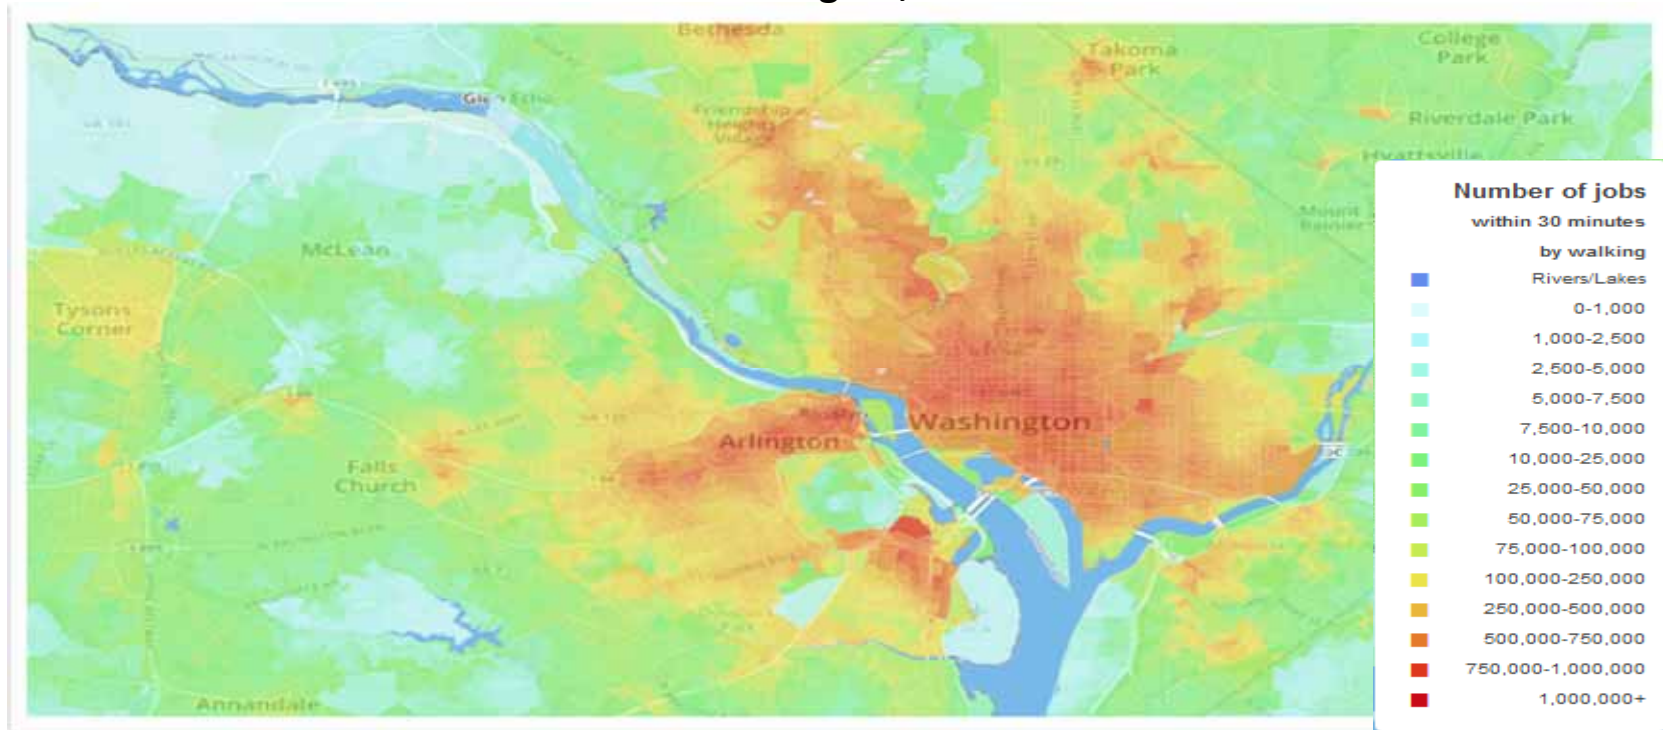 Bethesda
Takoma
Park
College
Park
Glen Echo
Friendship
Heights
Village
Riverdale Park
Hyattsville
Mount
Rainier
McLean
Tysons
Corner
Washington
Arlington
Falls
Church
Annandale
Number of jobs
within 30 minutes
by walking
Rivers/Lakes
0-1,000
1,000-2,500
2,500-5,000
5,000-7,500
7,500-10,000
10,000-25,000
25,000-50,000
50,000-75,000
75,000-100,000
100,000-250,000
250,000-500,000
500,000-750,000
750,000-1,000,000
1,000,000+